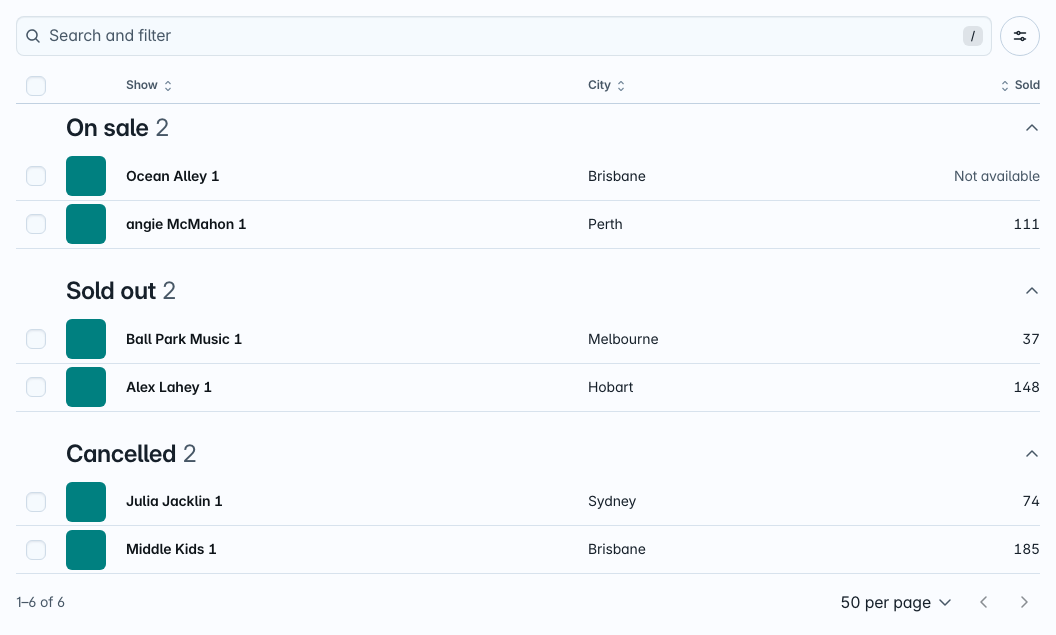 Search and filter /
Show City Sold
On sale 2
Ocean Alley 1 Brisbane Not available
angie McMahon 1 Perth 111
Sold out 2
Ball Park Music 1 Melbourne 37
Alex Lahey 1 Hobart 148
Cancelled 2
Julia Jacklin 1 Sydney 74
Middle Kids 1 Brisbane 185
1–6 of 6 50 per page